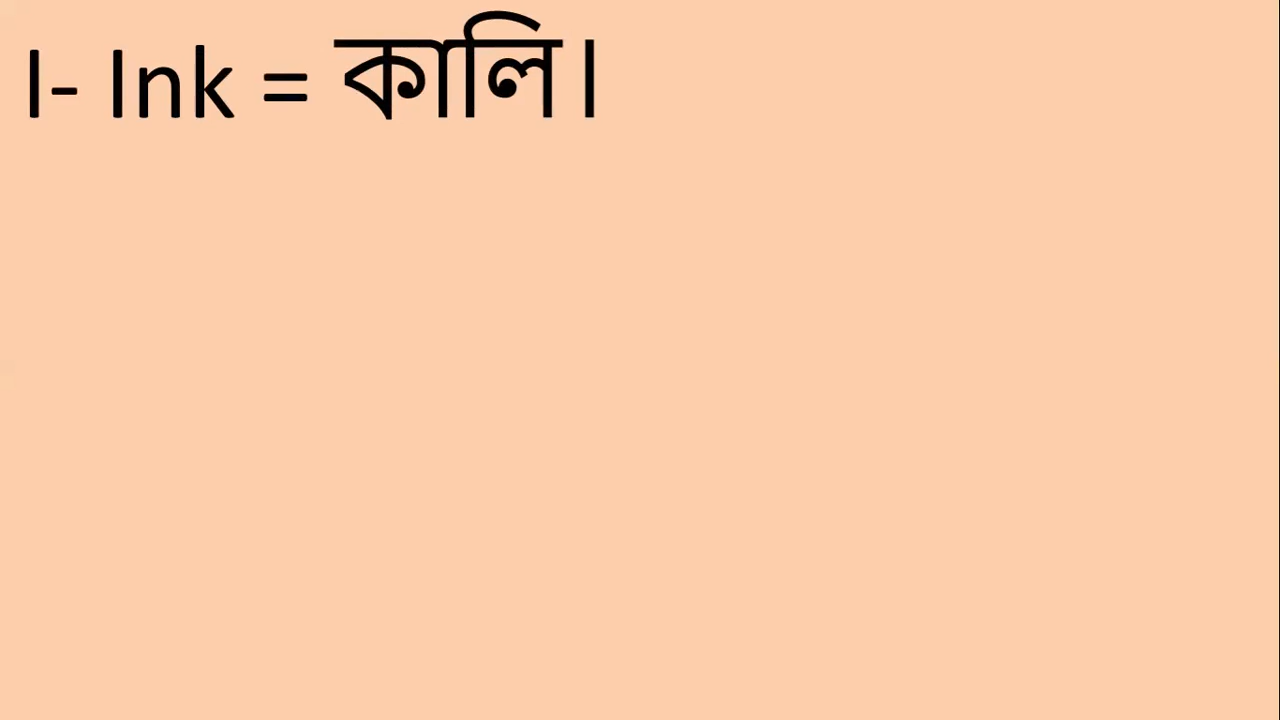 I- Ink = কালি।